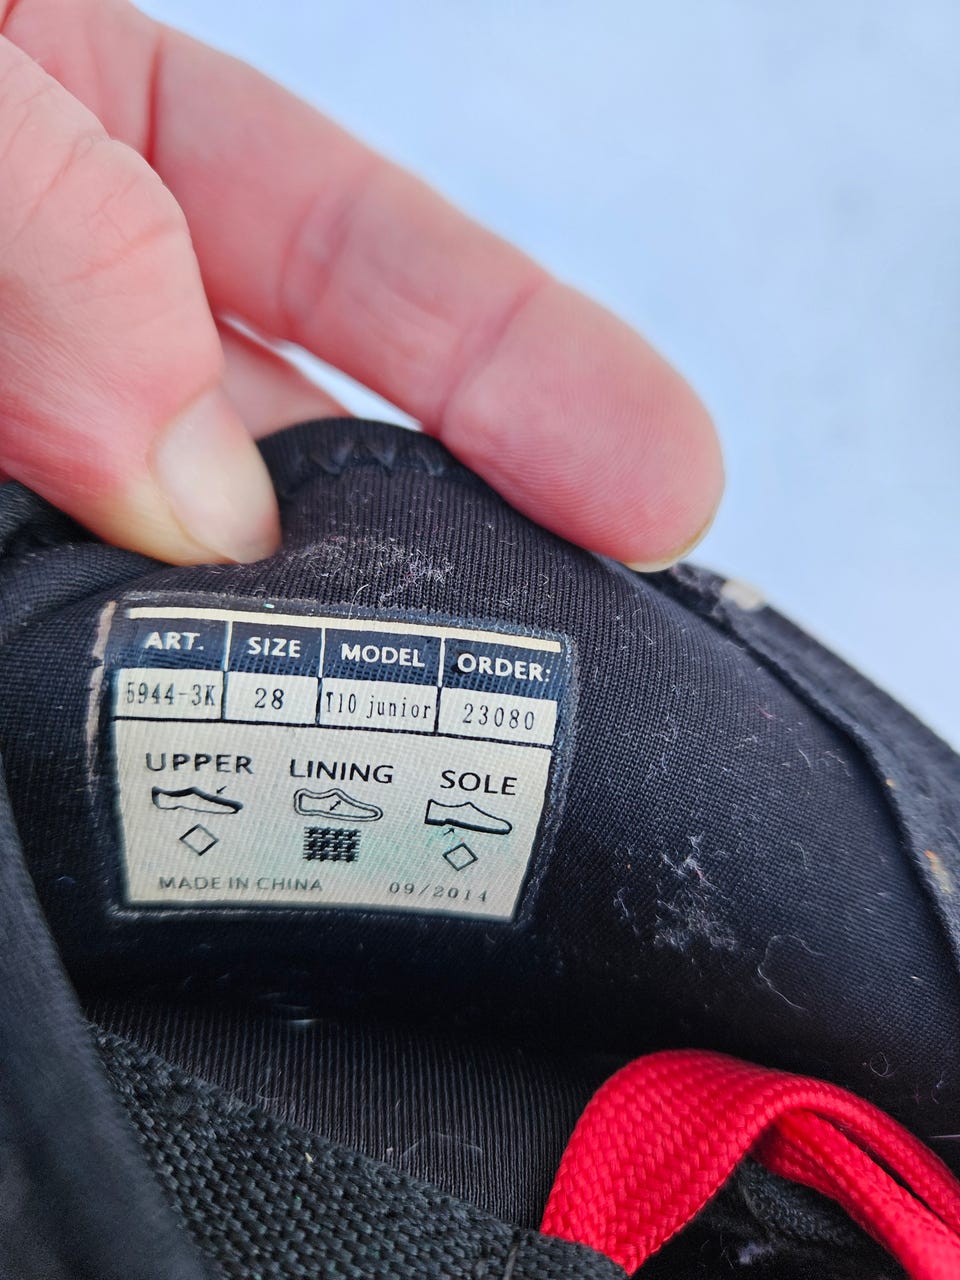 ART. SIZE MODEL ORDER:
5944-3K 28 T10 junior 23080
UPPER LINING SOLE
MADE IN CHINA 09/2014